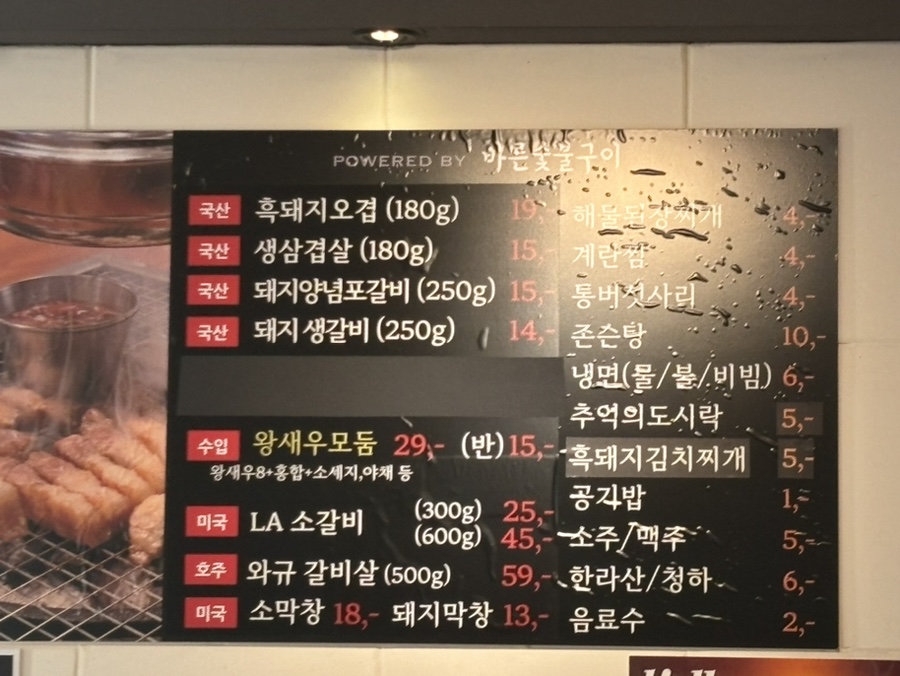 POWERED BY 바른숯불구이
국산 흑돼지오겹 (180g) 19,-
국산 생삼겹살 (180g) 15,-
국산 돼지양념포갈비 (250g) 15,-
국산 돼지생갈비 (250g) 14,-
수입 왕새우모둠 29,- (반) 15,-
왕새우8+홍합+소세지,야채 등
미국 LA 소갈비 (300g) 25,-
(600g) 45,-
호주 와규 갈비살 (500g) 59,-
미국 소막창 18,- 돼지막창 13,-
해물된장찌개 4,-
계란찜 4,-
통버섯사리 4,-
존슨탕 10,-
냉면(물/불/비빔) 6,-
추억의도시락 5,-
흑돼지김치찌개 5,-
공기밥 1,-
소주/맥주 5,-
한라산/청하 6,-
음료수 2,-